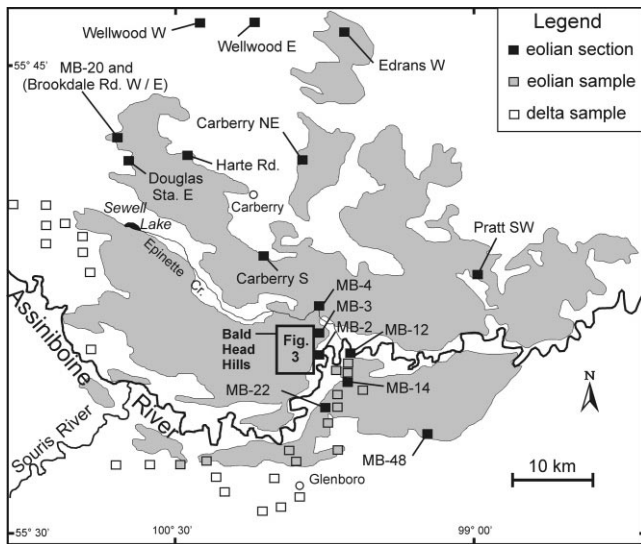 Wellwood W
Wellwood E
Edrans W
Legend
eolian section
eolian sample
delta sample
55° 45'
MB-20 and
(Brookdale Rd. W / E)
Carberry NE
Harte Rd.
Douglas
Sta. E
Carberry
Sewell
Lake
Epinette Cr.
Pratt SW
Carberry S
MB-4
MB-3
MB-2
MB-12
Bald
Head
Hills
Fig.
3
Assiniboine
River
MB-22
MB-14
Souris River
MB-48
N
Glenboro
10 km
55° 30'
100° 30'
99° 00'